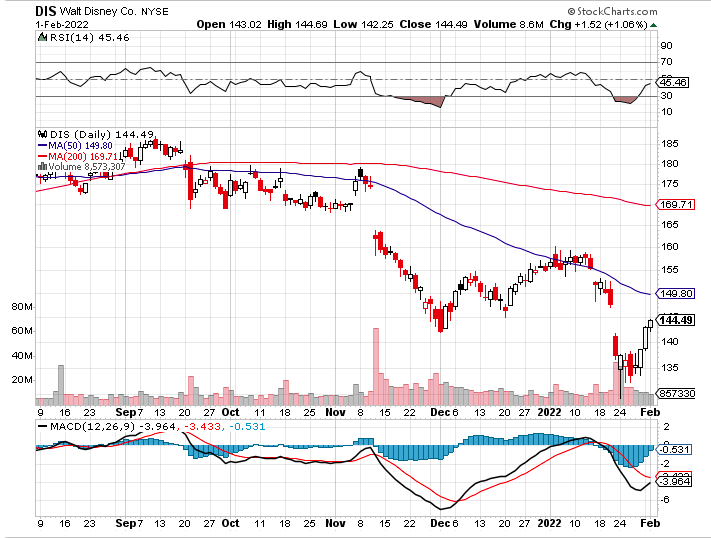 DIS Walt Disney Co. NYSE © StockCharts.com
1-Feb-2022 Open 143.02 High 144.69 Low 142.25 Close 144.49 Volume 8.6M Chg +1.52 (+1.06%)
RSI(14) 45.46
90
70
50
45.46
30
10
DIS (Daily) 144.49
MA(50) 149.80
MA(200) 169.71
Volume 8,573,307
185
180
175
169.71
165
160
155
149.80
145
144.49
140
135
857330
80M
60M
40M
20M
9 16 23 Sep 7 13 20 27 Oct 11 18 25 Nov 8 15 22 Dec 6 13 20 27 2022 10 18 24 Feb
MACD(12,26,9) -3.964, -3.433, -0.531
2
-0.531
-2
-3.964
-6
9 16 23 Sep 7 13 20 27 Oct 11 18 25 Nov 8 15 22 Dec 6 13 20 27 2022 10 18 24 Feb